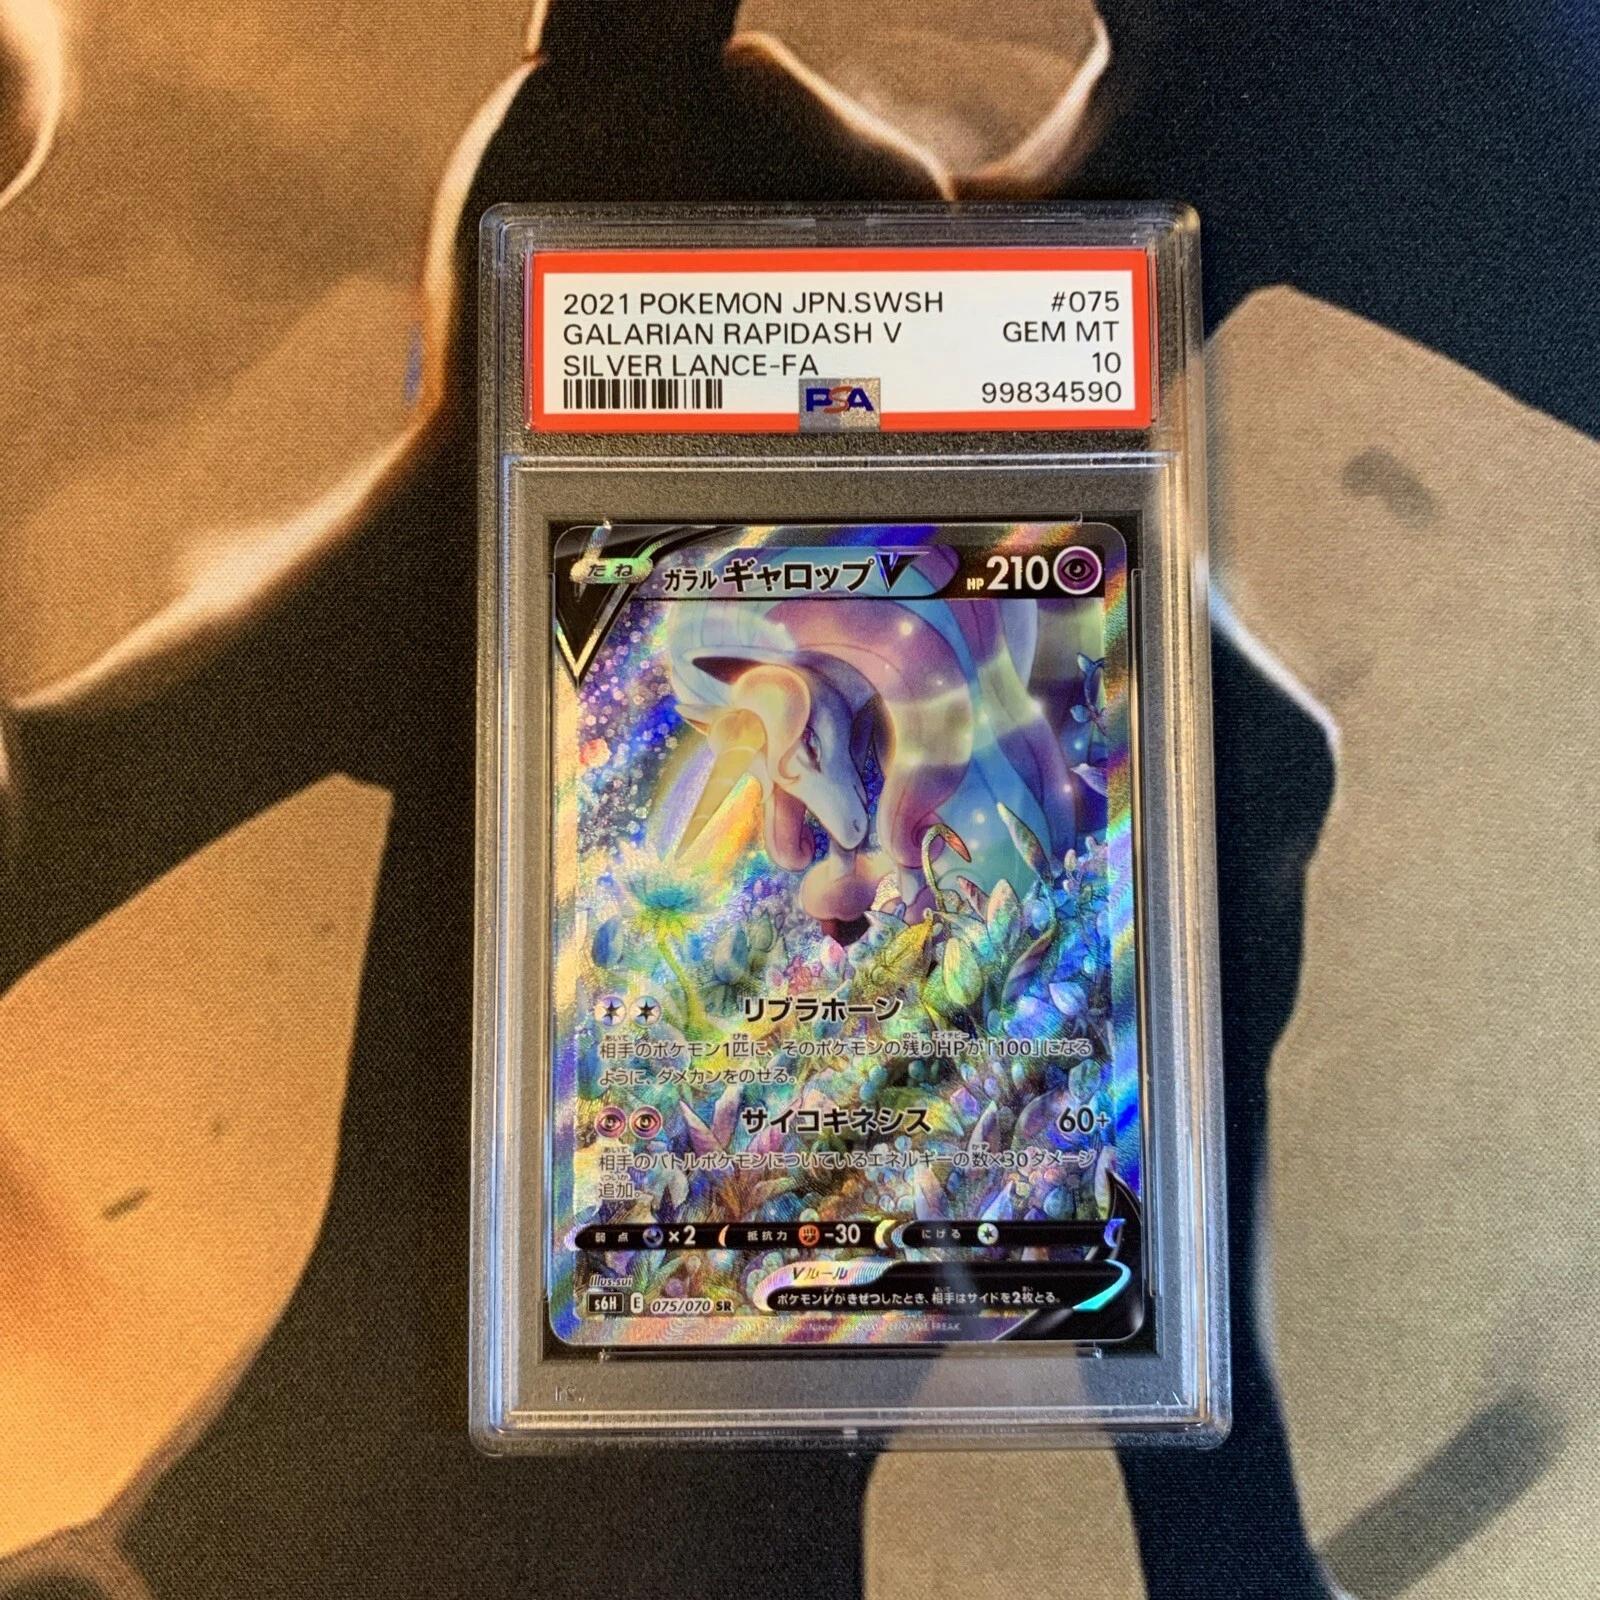 2021 POKEMON JPN.SWSH #075
GALARIAN RAPIDASH V GEM MT
SILVER LANCE-FA 10
PSA 99834590
たね ガラル ギャロップV HP210
リブラホーン
相手のポケモン1匹に、そのポケモンの残りHPが「100」になる
ように、ダメカンをのせる。
サイコキネシス 60+
相手のバトルポケモンについているエネルギーの数×30ダメージ
追加。
弱点 ×2 抵抗力 -30 にげる
Illus.sui
Vルール
s6H E 075/070 SR ポケモンVがきぜつしたとき、相手はサイドを2枚とる。